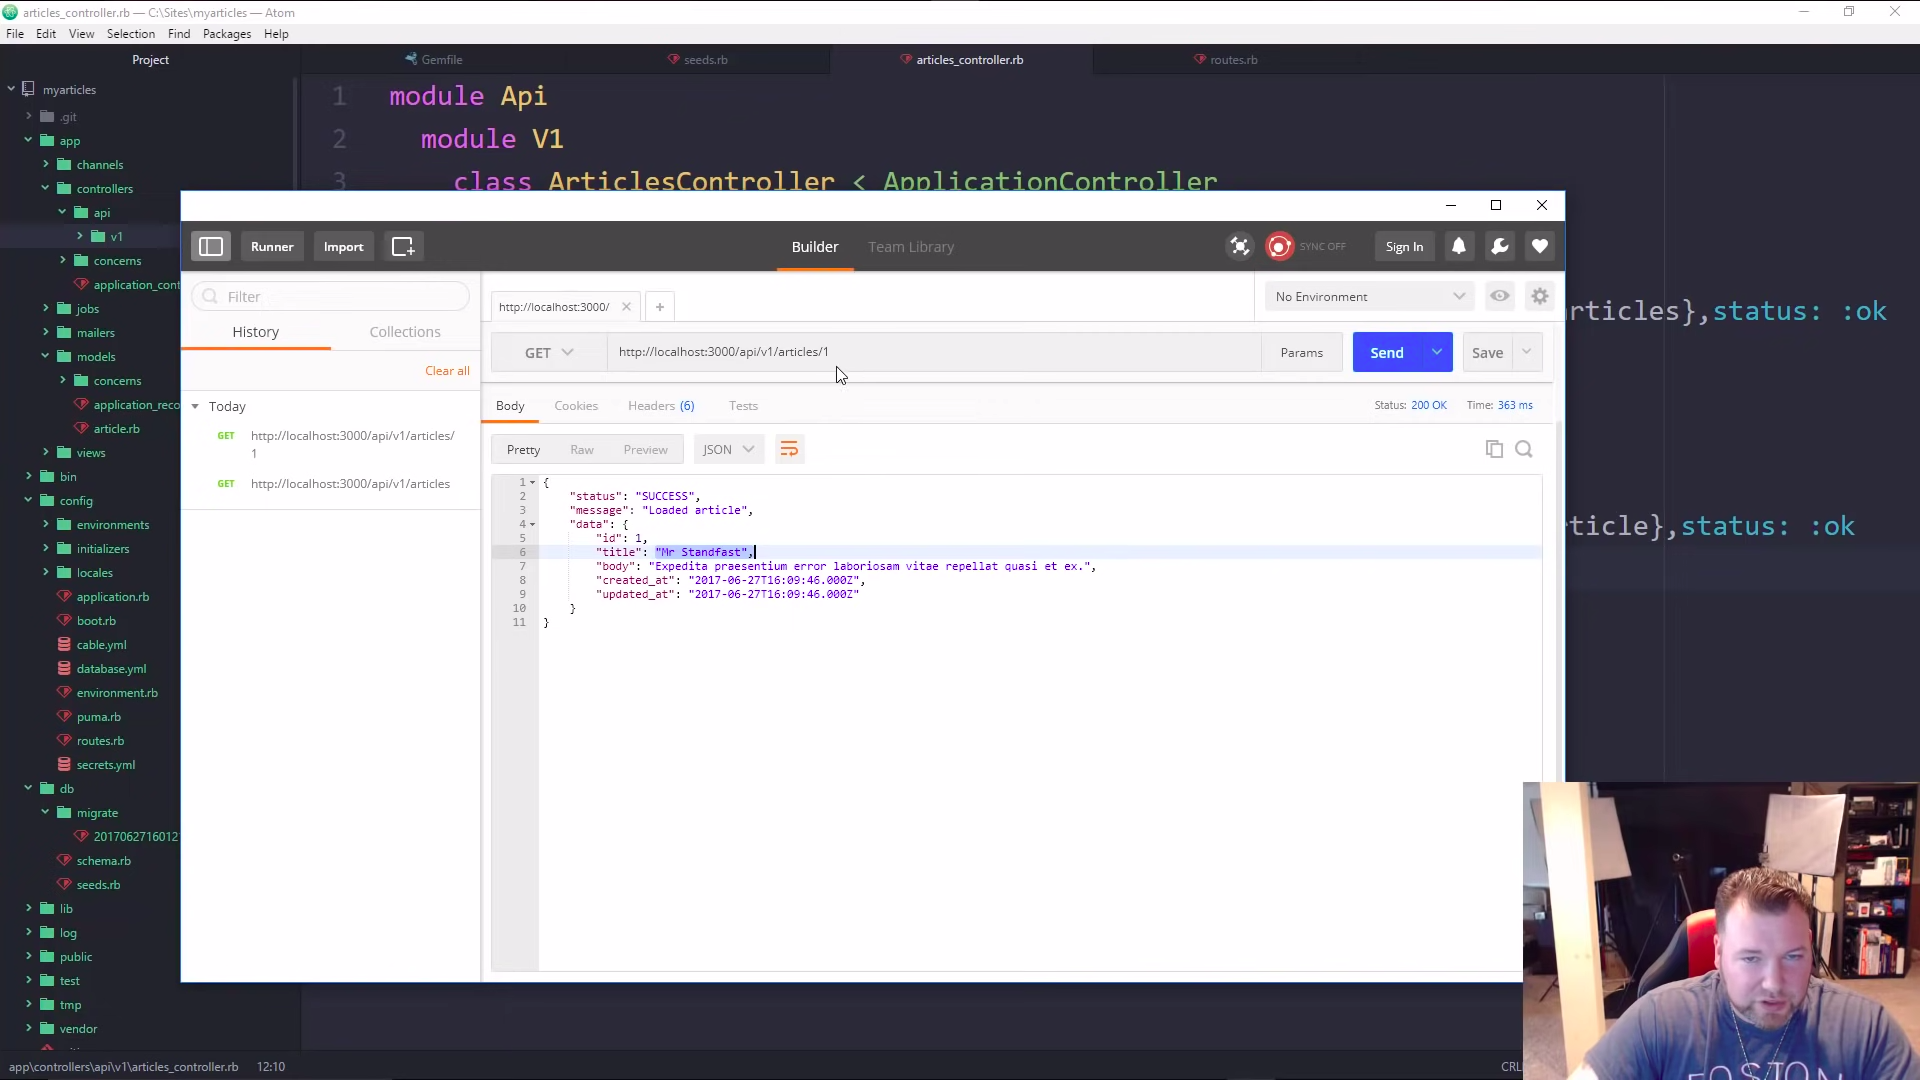 articles_controller.rb — C:\Sites\myarticles — Atom
File Edit View Selection Find Packages Help
Project
Gemfile
seeds.rb
articles_controller.rb
routes.rb
myarticles
.git
app
channels
controllers
api
v1
concerns
application_cont
jobs
mailers
models
concerns
application_reco
article.rb
views
bin
config
environments
initializers
locales
application.rb
boot.rb
cable.yml
database.yml
environment.rb
puma.rb
routes.rb
secrets.yml
db
migrate
2017062716012
schema.rb
seeds.rb
lib
log
public
test
tmp
vendor
1 module Api
2 module V1
3 class ArticlesController < ApplicationController
rticles},status: :ok
ticle},status: :ok
Runner
Import
Builder
Team Library
SYNC OFF
Sign In
Filter
History
Collections
Clear all
Today
GET http://localhost:3000/api/v1/articles/
1
GET http://localhost:3000/api/v1/articles
http://localhost:3000/
+
No Environment
GET
http://localhost:3000/api/v1/articles/1
Params
Send
Save
Body
Cookies
Headers (6)
Tests
Status: 200 OK
Time: 363 ms
Pretty
Raw
Preview
JSON
1 {
2 "status": "SUCCESS",
3 "message": "Loaded article",
4 "data": {
5 "id": 1,
6 "title": "Mr Standfast",
7 "body": "Expedita praesentium error laboriosam vitae repellat quasi et ex.",
8 "created_at": "2017-06-27T16:09:46.000Z",
9 "updated_at": "2017-06-27T16:09:46.000Z"
10 }
11 }
app\controllers\api\v1\articles_controller.rb 12:10
CRL